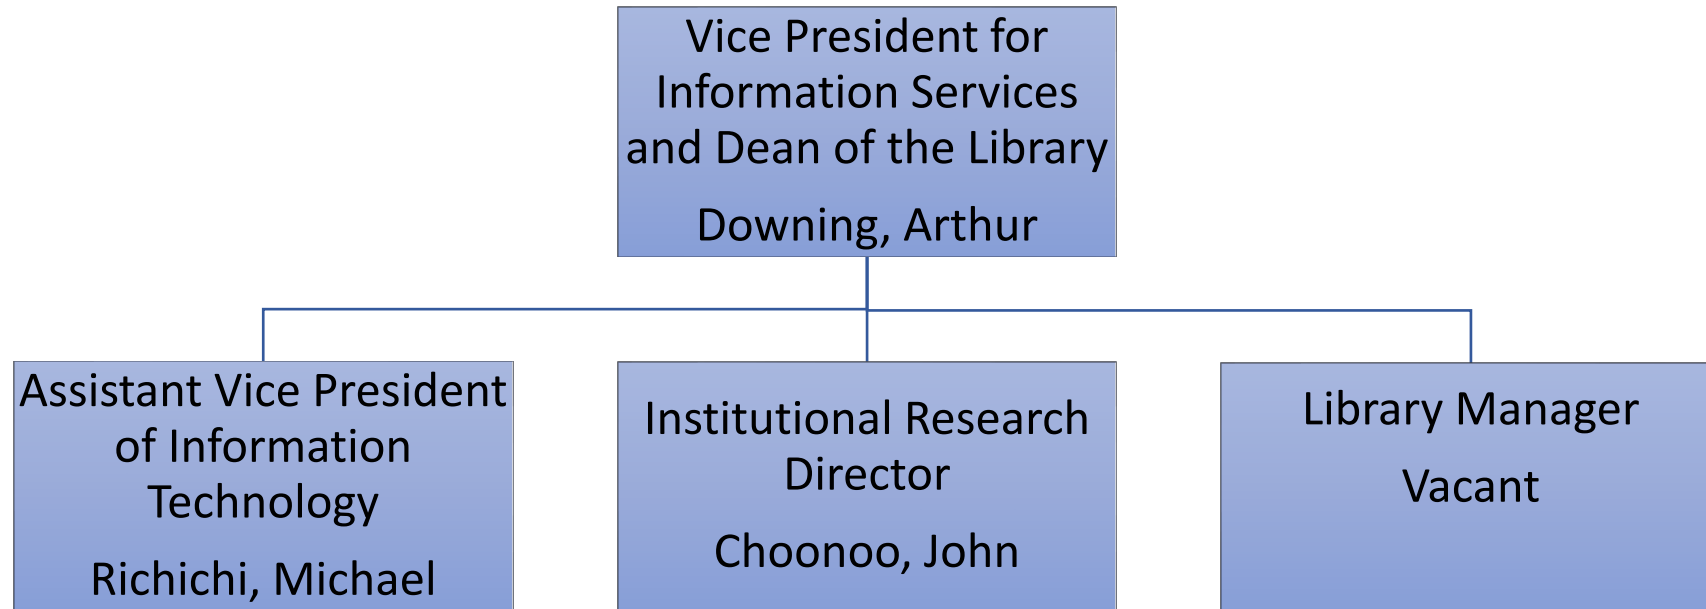 Vice President for
Information Services
and Dean of the Library
Downing, Arthur
Assistant Vice President
of Information
Technology
Richichi, Michael
Institutional Research
Director
Choonoo, John
Library Manager
Vacant